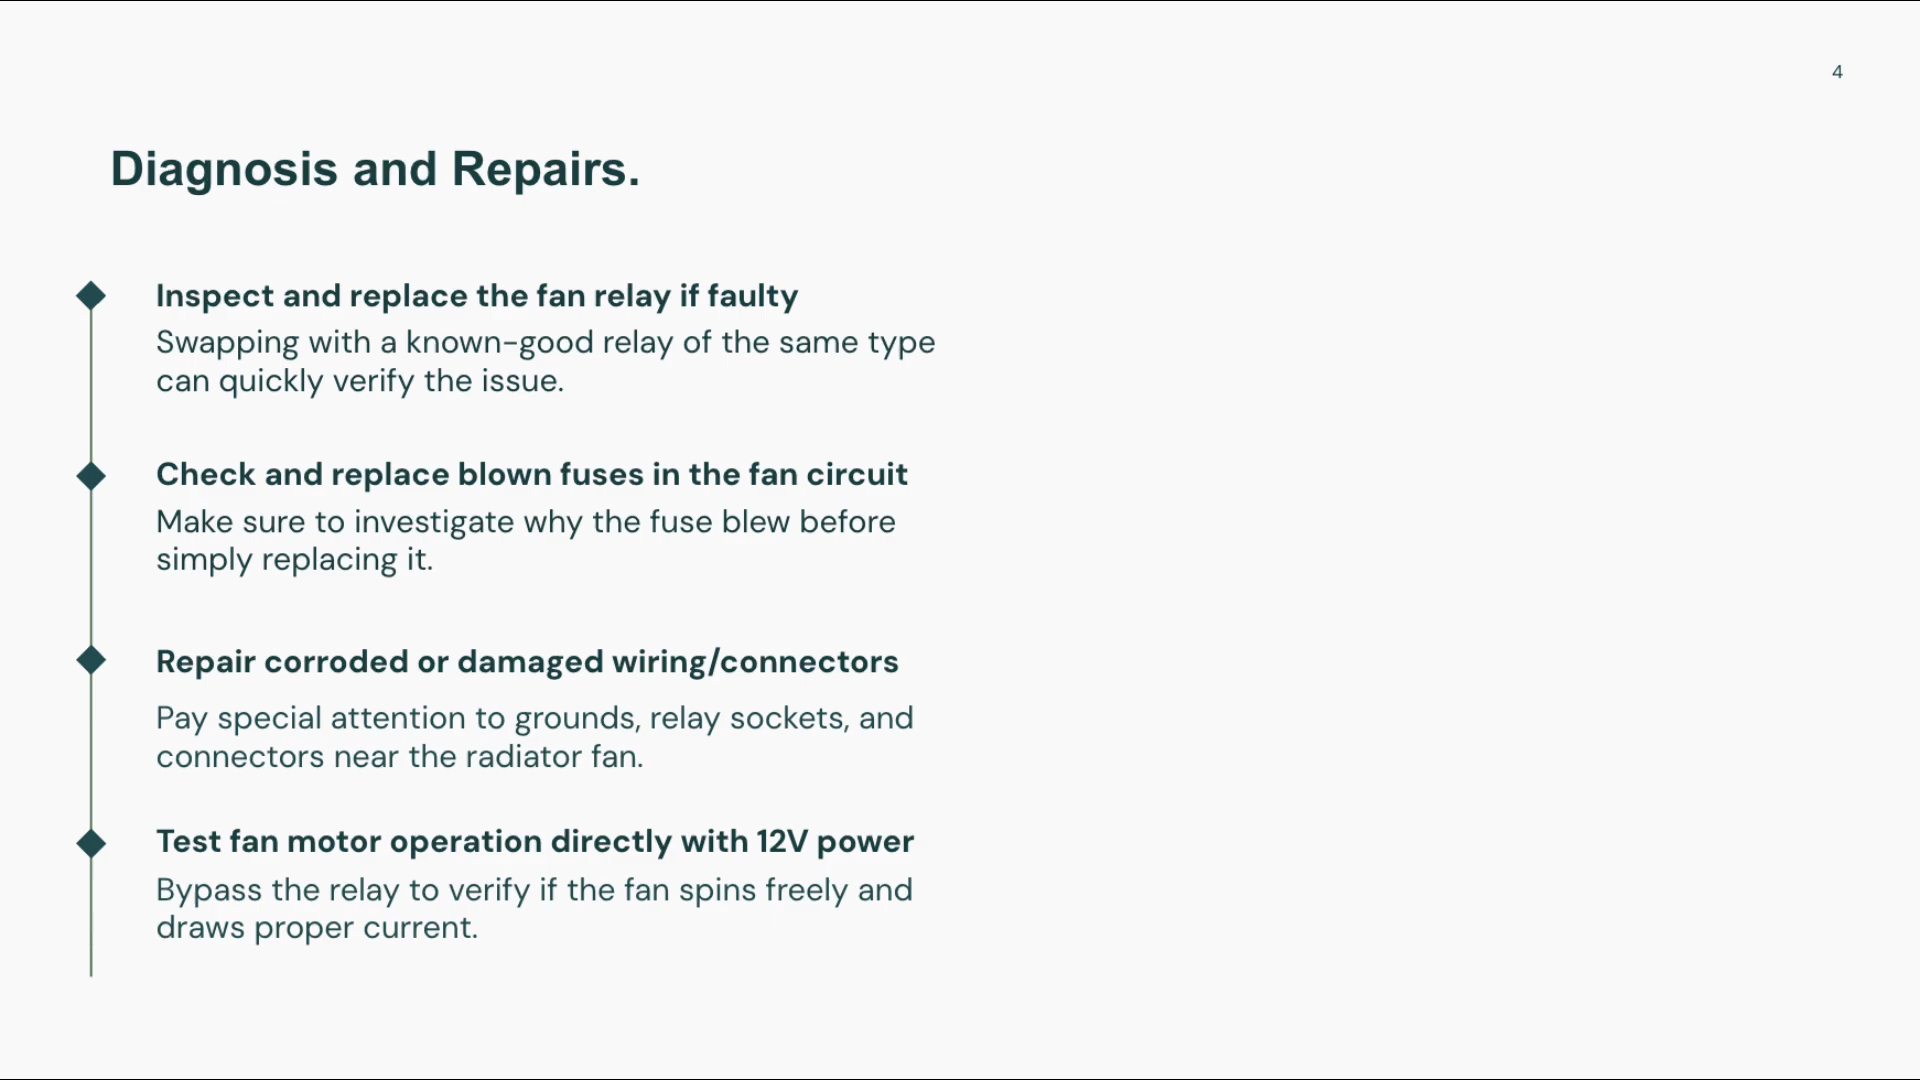 4
Diagnosis and Repairs.
Inspect and replace the fan relay if faulty
Swapping with a known-good relay of the same type
can quickly verify the issue.
Check and replace blown fuses in the fan circuit
Make sure to investigate why the fuse blew before
simply replacing it.
Repair corroded or damaged wiring/connectors
Pay special attention to grounds, relay sockets, and
connectors near the radiator fan.
Test fan motor operation directly with 12V power
Bypass the relay to verify if the fan spins freely and
draws proper current.